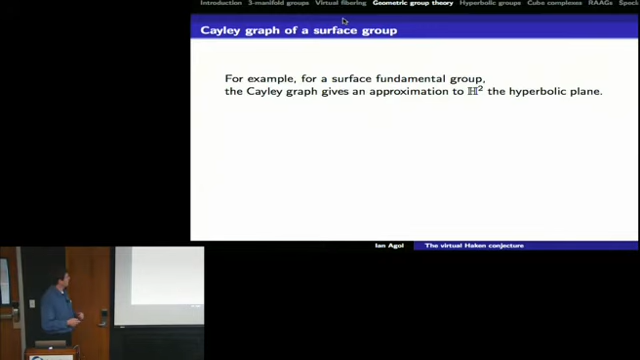 Introduction 3-manifold groups Virtual fibering Geometric group theory Hyperbolic groups Cube complexes RAAGs Speck
Cayley graph of a surface group
For example, for a surface fundamental group,
the Cayley graph gives an approximation to ℍ² the hyperbolic plane.
Ian Agol The virtual Haken conjecture